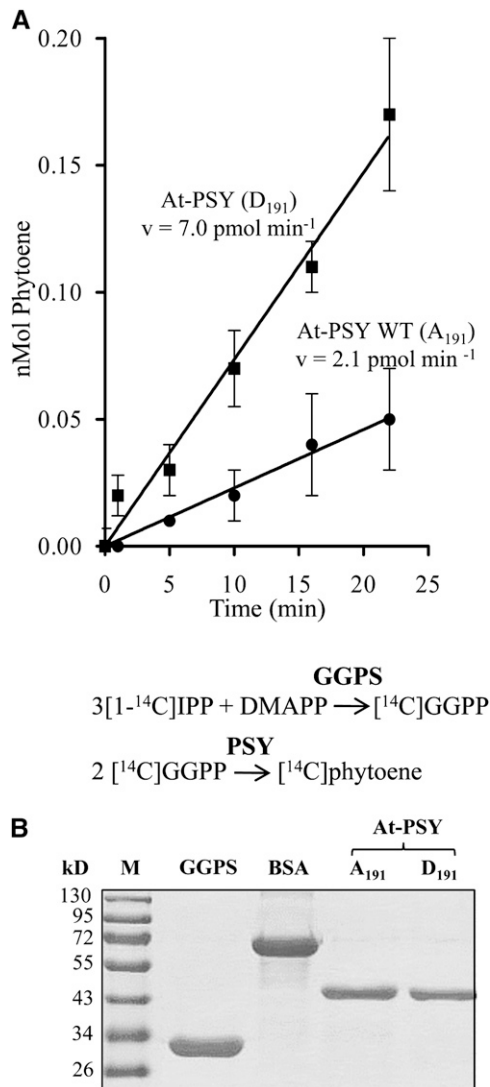 A
0.20
0.15
0.10
0.05
0.00
nMol Phytoene
At-PSY (D191)
v = 7.0 pmol min-1
At-PSY WT (A191)
v = 2.1 pmol min -1
0 5 10 15 20 25
Time (min)
GGPS
3[1-14C]IPP + DMAPP → [14C]GGPP
PSY
2 [14C]GGPP → [14C]phytoene
B
At-PSY
kD M GGPS BSA A191 D191
130
95
72
55
43
34
26